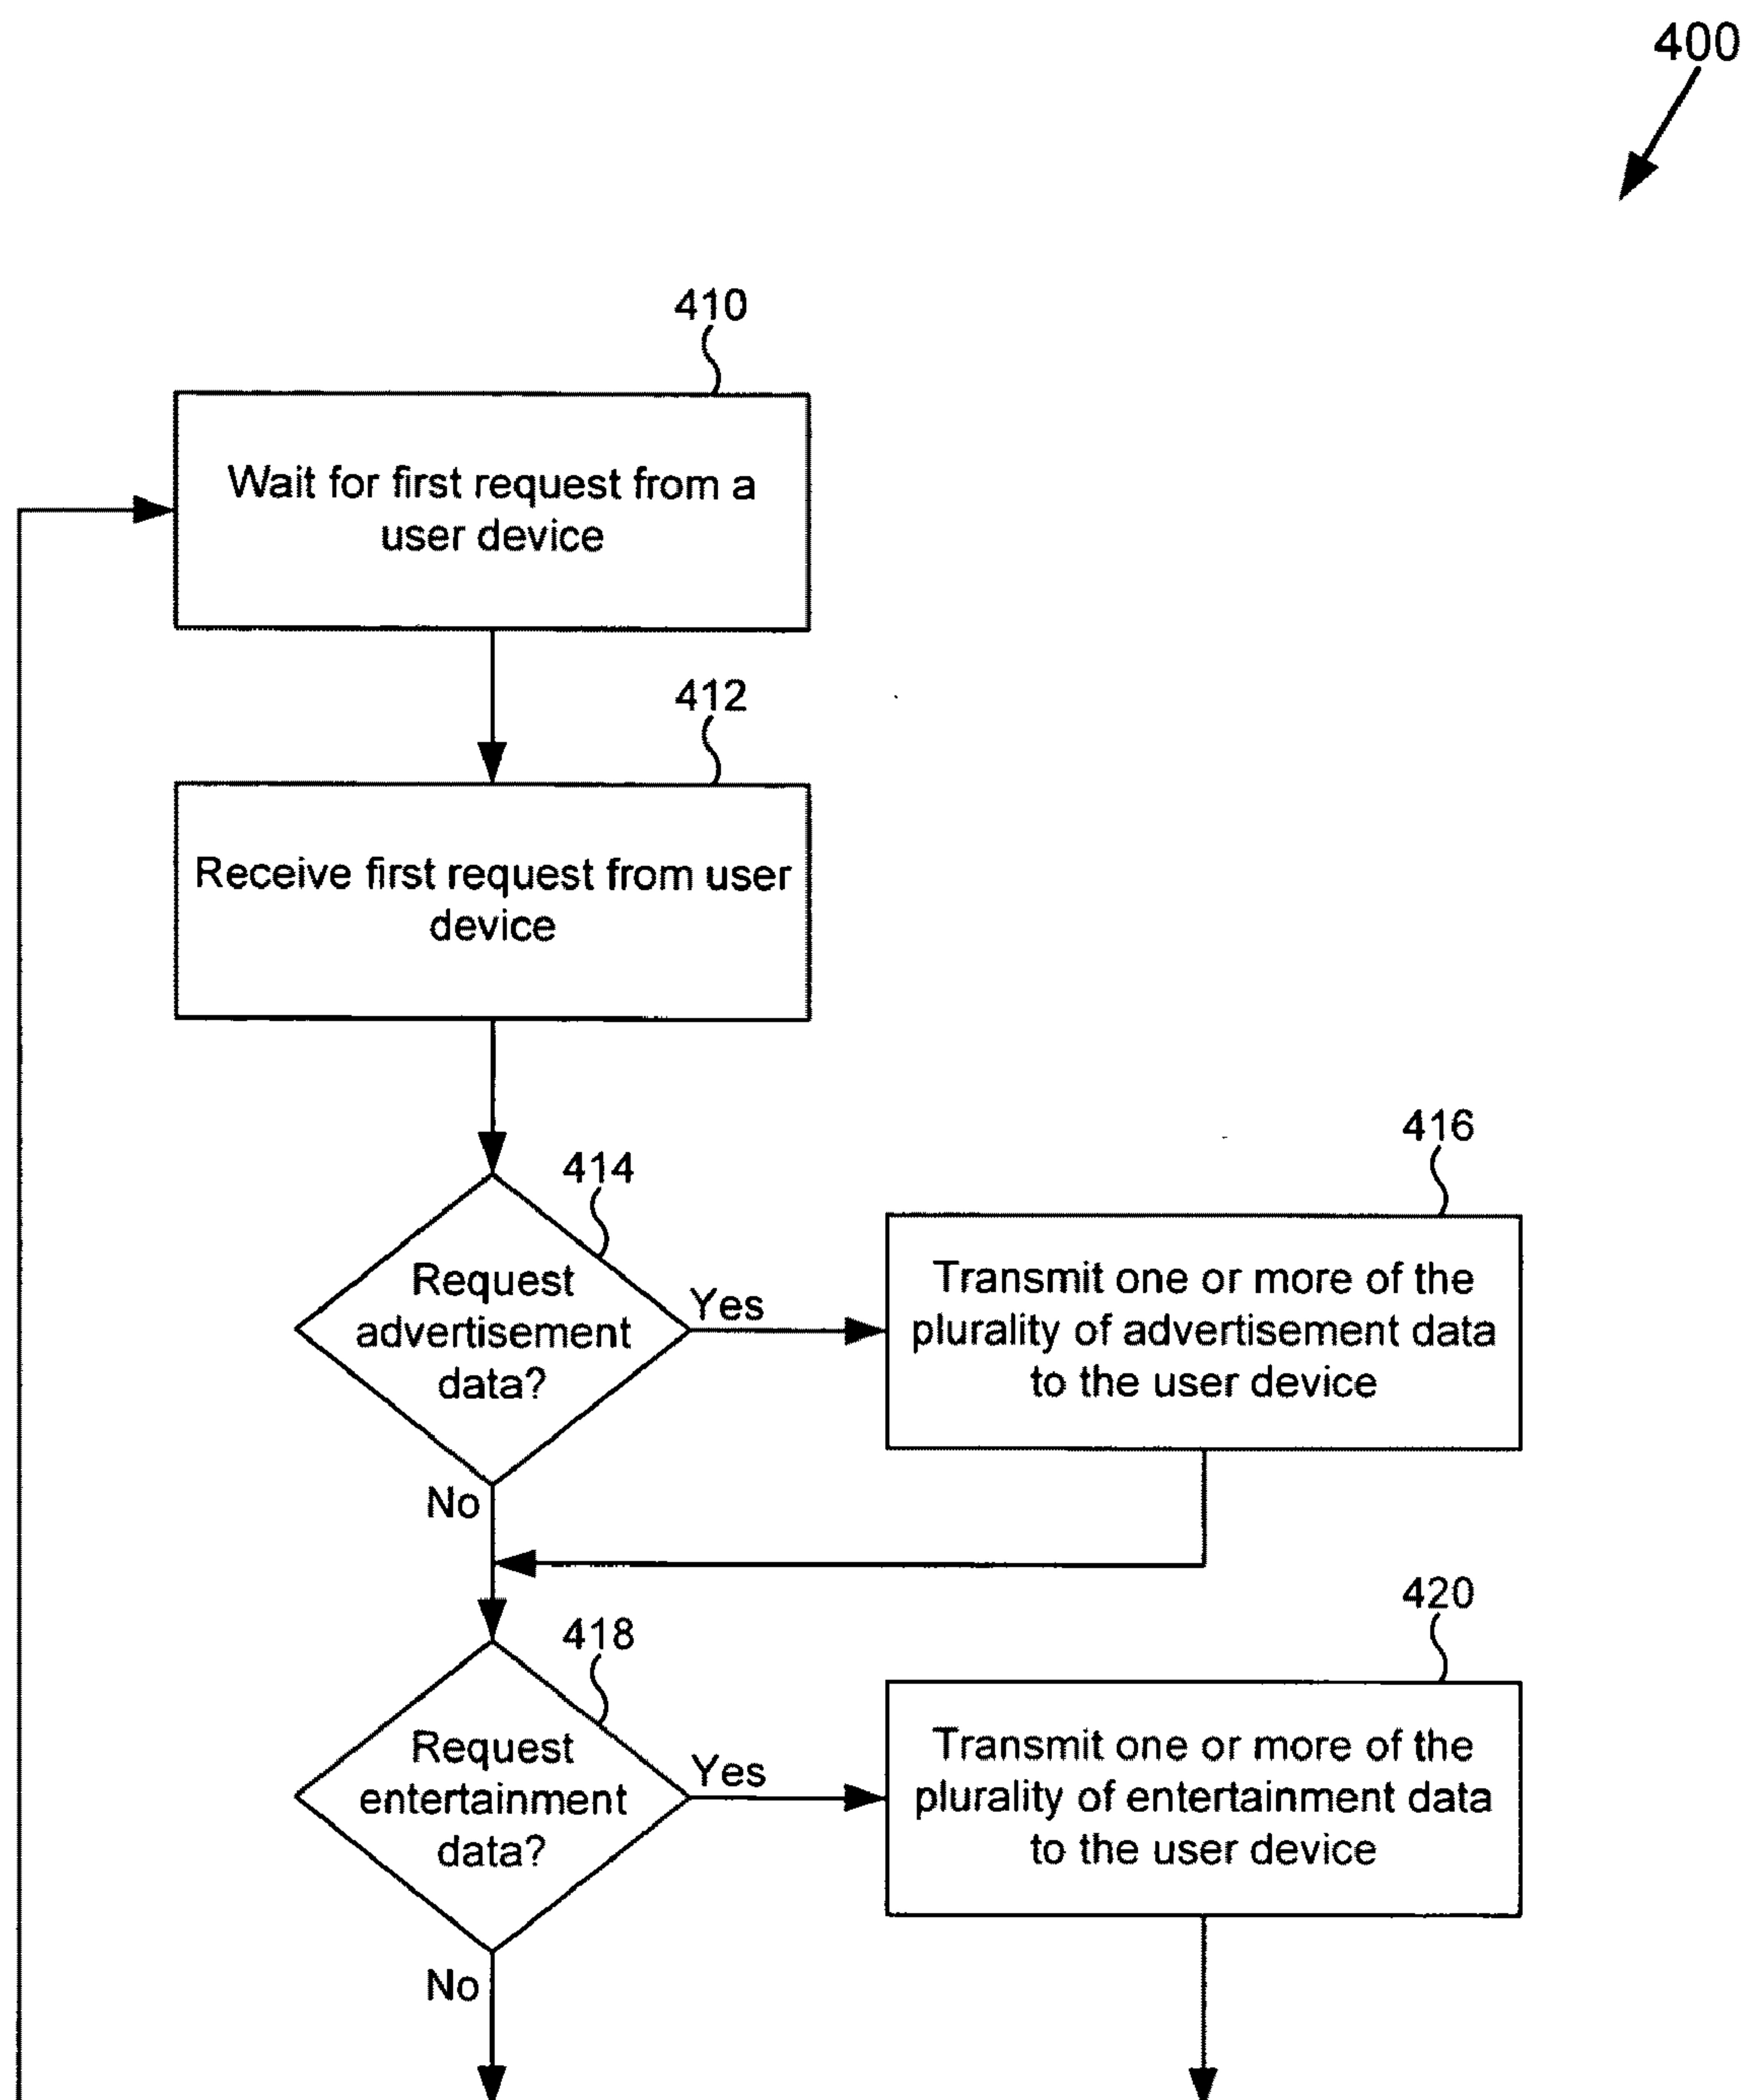 400
410
Wait for first request from a
user device
412
Receive first request from user
device
414
Request
advertisement
data?
Yes
No
416
Transmit one or more of the
plurality of advertisement data
to the user device
418
Request
entertainment
data?
Yes
No
420
Transmit one or more of the
plurality of entertainment data
to the user device